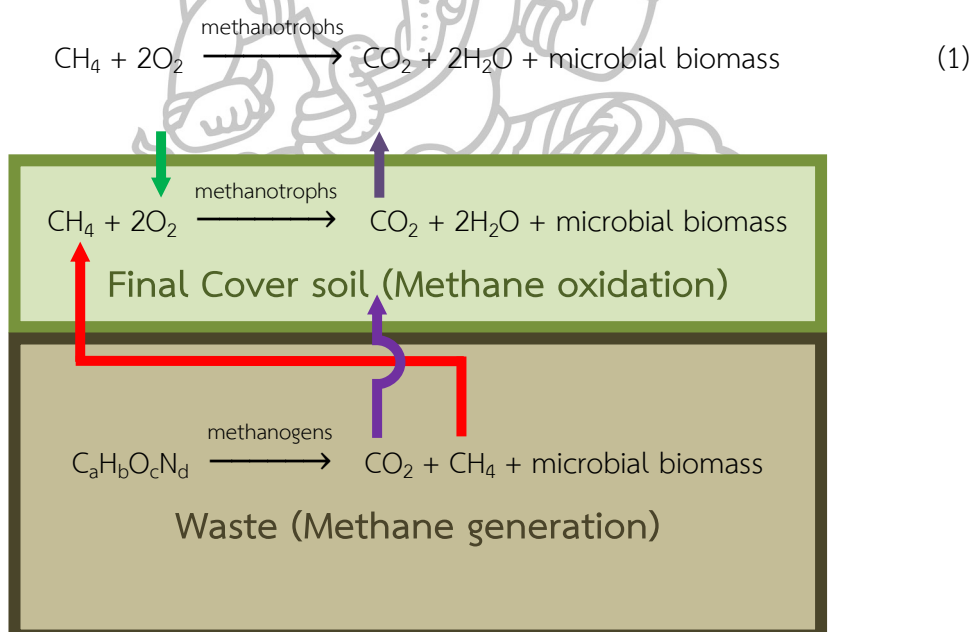 methanotrophs
CH₄ + 2O₂ ⟶ CO₂ + 2H₂O + microbial biomass (1)
methanotrophs
CH₄ + 2O₂ ⟶ CO₂ + 2H₂O + microbial biomass
Final Cover soil (Methane oxidation)
methanogens
CₐH_bO_cN_d ⟶ CO₂ + CH₄ + microbial biomass
Waste (Methane generation)